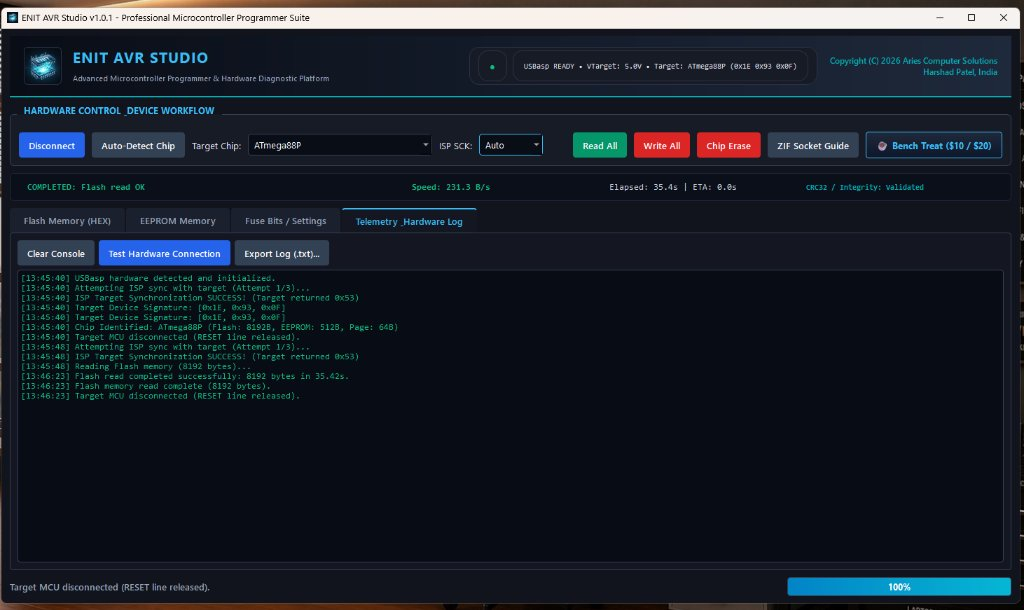 ENIT AVR Studio v1.0.1 - Professional Microcontroller Programmer Suite
ENIT AVR STUDIO
Advanced Microcontroller Programmer & Hardware Diagnostic Platform
USBasp READY • VTarget: 5.0V • Target: ATmega88P (0x1E 0x93 0x0F)
Copyright (C) 2026 Aries Computer Solutions
Harshad Patel, India
HARDWARE CONTROL _DEVICE WORKFLOW
Disconnect
Auto-Detect Chip
Target Chip:
ATmega88P
ISP SCK:
Auto
Read All
Write All
Chip Erase
ZIF Socket Guide
Bench Treat ($10 / $20)
COMPLETED: Flash read OK
Speed: 231.3 B/s
Elapsed: 35.4s | ETA: 0.0s
CRC32 / Integrity: Validated
Flash Memory (HEX)
EEPROM Memory
Fuse Bits / Settings
Telemetry _Hardware Log
Clear Console
Test Hardware Connection
Export Log (.txt)...
[13:45:40] USBasp hardware detected and initialized.
[13:45:40] Attempting ISP sync with target (Attempt 1/3)...
[13:45:40] ISP Target Synchronization SUCCESS! (Target returned 0x53)
[13:45:40] Target Device Signature: [0x1E, 0x93, 0x0F]
[13:45:40] Target Device Signature: [0x1E, 0x93, 0x0F]
[13:45:40] Chip Identified: ATmega88P (Flash: 8192B, EEPROM: 512B, Page: 64B)
[13:45:40] Target MCU disconnected (RESET line released).
[13:45:48] Attempting ISP sync with target (Attempt 1/3)...
[13:45:48] ISP Target Synchronization SUCCESS! (Target returned 0x53)
[13:45:48] Reading Flash memory (8192 bytes)...
[13:46:23] Flash read completed successfully: 8192 bytes in 35.42s.
[13:46:23] Flash memory read complete (8192 bytes).
[13:46:23] Target MCU disconnected (RESET line released).
Target MCU disconnected (RESET line released).
100%